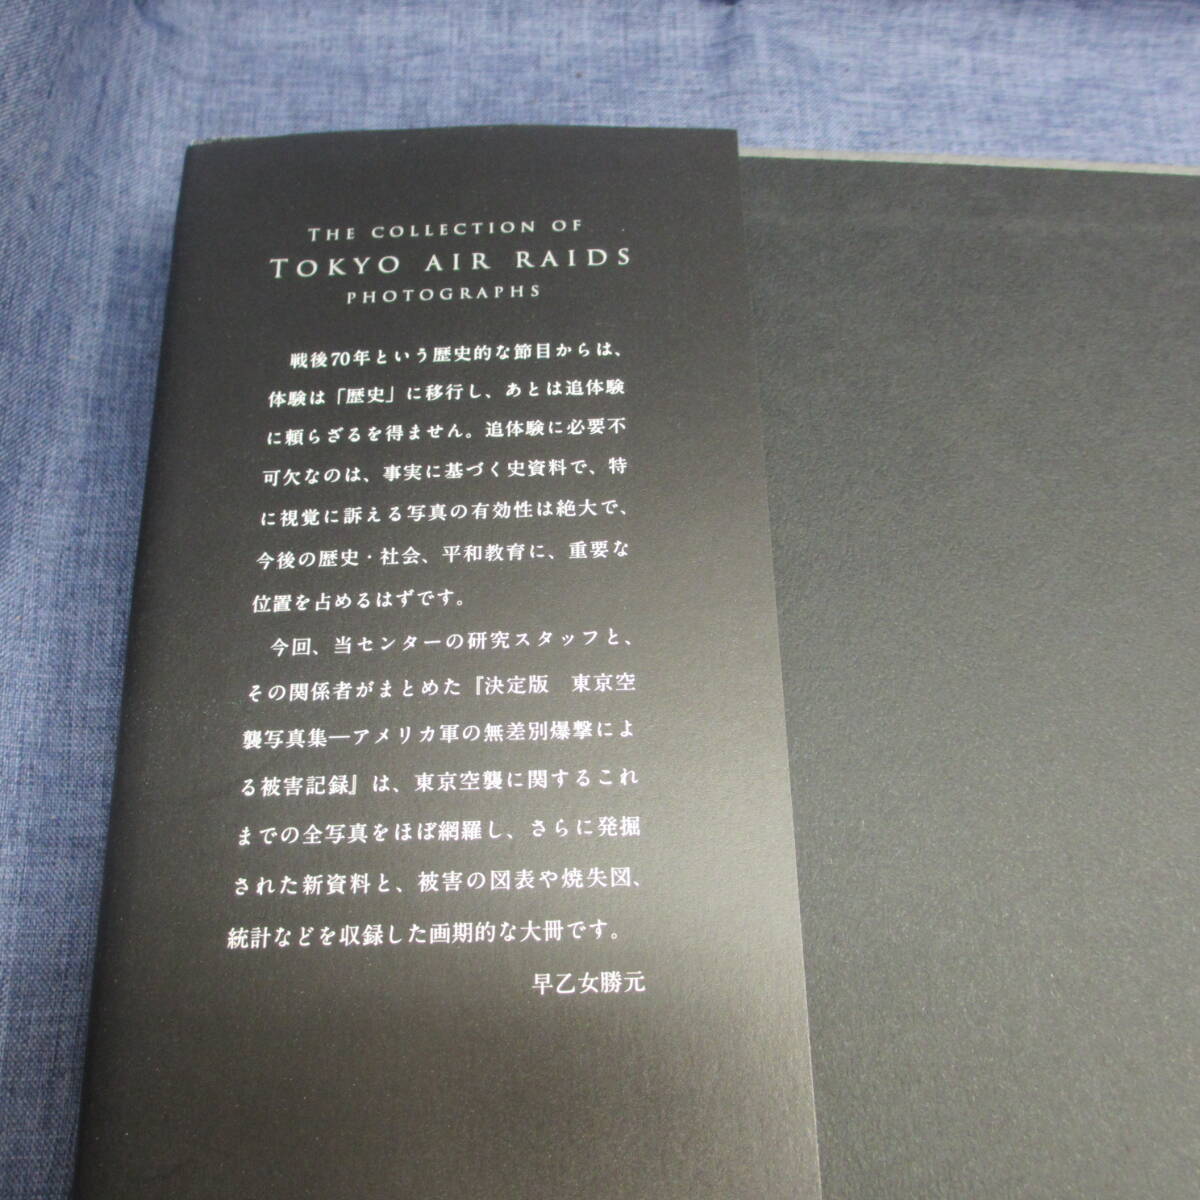 THE COLLECTION OF
TOKYO AIR RAIDS
PHOTOGRAPHS
戦後70年という歴史的な節目からは、
体験は「歴史」に移行し、あとは追体験
に頼らざるを得ません。追体験に必要不
可欠なのは、事実に基づく史資料で、特
に視覚に訴える写真の有効性は絶大で、
今後の歴史・社会、平和教育に、重要な
位置を占めるはずです。
今回、当センターの研究スタッフと、
その関係者がまとめた『決定版　東京空
襲写真集―アメリカ軍の無差別爆撃によ
る被害記録』は、東京空襲に関するこれ
までの全写真をほぼ網羅し、さらに発掘
された新資料と、被害の図表や焼失図、
統計などを収録した画期的な大冊です。
早乙女勝元